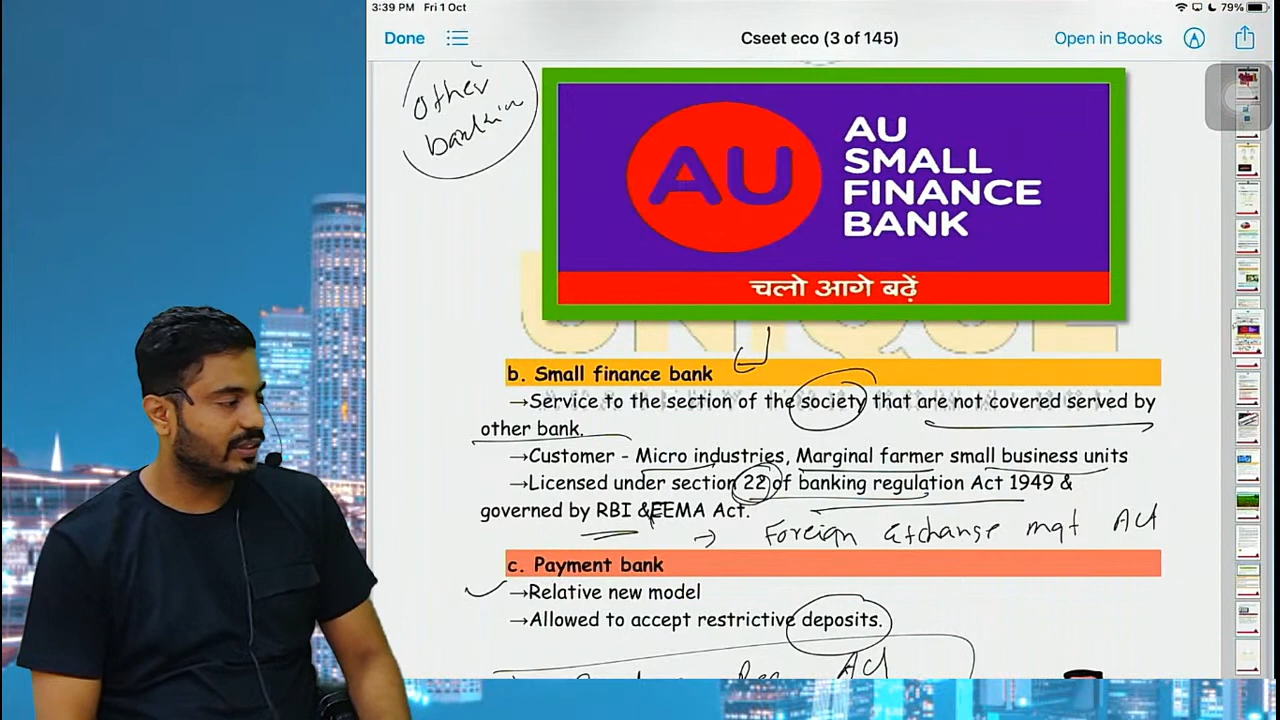 3:39 PM Fri 1 Oct
79%
Done
Cseet eco (3 of 145)
Open in Books
other
AU
AU
SMALL
FINANCE
BANK
चलो आगे बढ़ें
UNIQUE
b. Small finance bank
→Service to the section of the society that are not covered served by
other bank.
→Customer - Micro industries, Marginal farmer small business units
→Licensed under section 22 of banking regulation Act 1949 &
governed by RBI &FEMA Act.
→ Foreign exchange mgt Act
c. Payment bank
→Relative new model
→Allowed to accept restrictive deposits.
Act